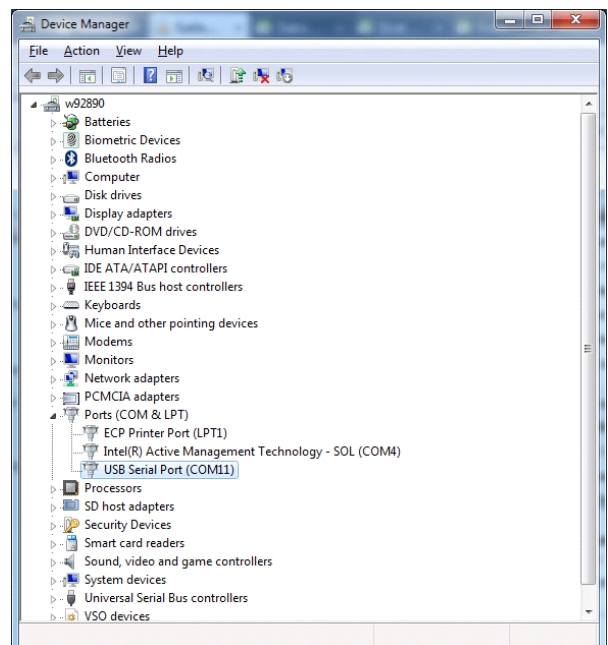 Device Manager
File Action View Help
w92890
Batteries
Biometric Devices
Bluetooth Radios
Computer
Disk drives
Display adapters
DVD/CD-ROM drives
Human Interface Devices
IDE ATA/ATAPI controllers
IEEE 1394 Bus host controllers
Keyboards
Mice and other pointing devices
Modems
Monitors
Network adapters
PCMCIA adapters
Ports (COM & LPT)
ECP Printer Port (LPT1)
Intel(R) Active Management Technology - SOL (COM4)
USB Serial Port (COM11)
Processors
SD host adapters
Security Devices
Smart card readers
Sound, video and game controllers
System devices
Universal Serial Bus controllers
VSO devices